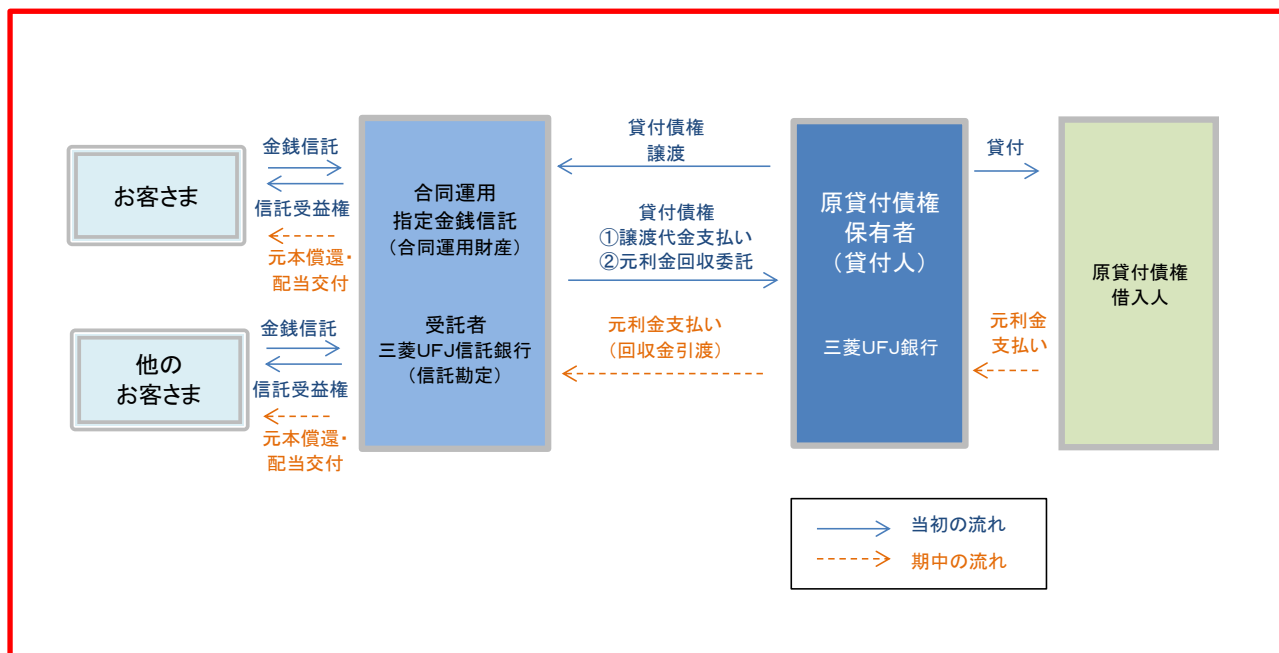 お客さま
金銭信託
信託受益権
元本償還・
配当交付
他の
お客さま
金銭信託
信託受益権
元本償還・
配当交付
合同運用
指定金銭信託
（合同運用財産）
受託者
三菱ＵＦＪ信託銀行
（信託勘定）
貸付債権
譲渡
貸付債権
①譲渡代金支払い
②元利金回収委託
元利金支払い
（回収金引渡）
原貸付債権
保有者
（貸付人）
三菱ＵＦＪ銀行
貸付
元利金
支払い
原貸付債権
借入人
当初の流れ
期中の流れ